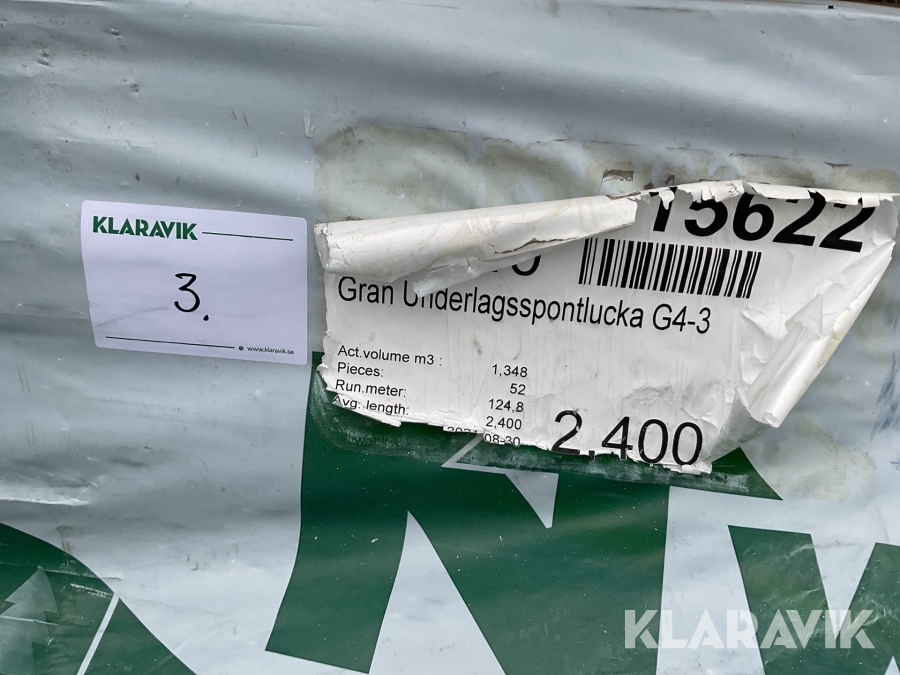 KLARAVIK
3.
www.klaravik.se
15622
Gran Underlagsspontlucka G4-3
Act.volume m3 : 1,348
Pieces: 52
Run.meter: 124,8
Avg. length: 2,400
2,400
KLARAVIK